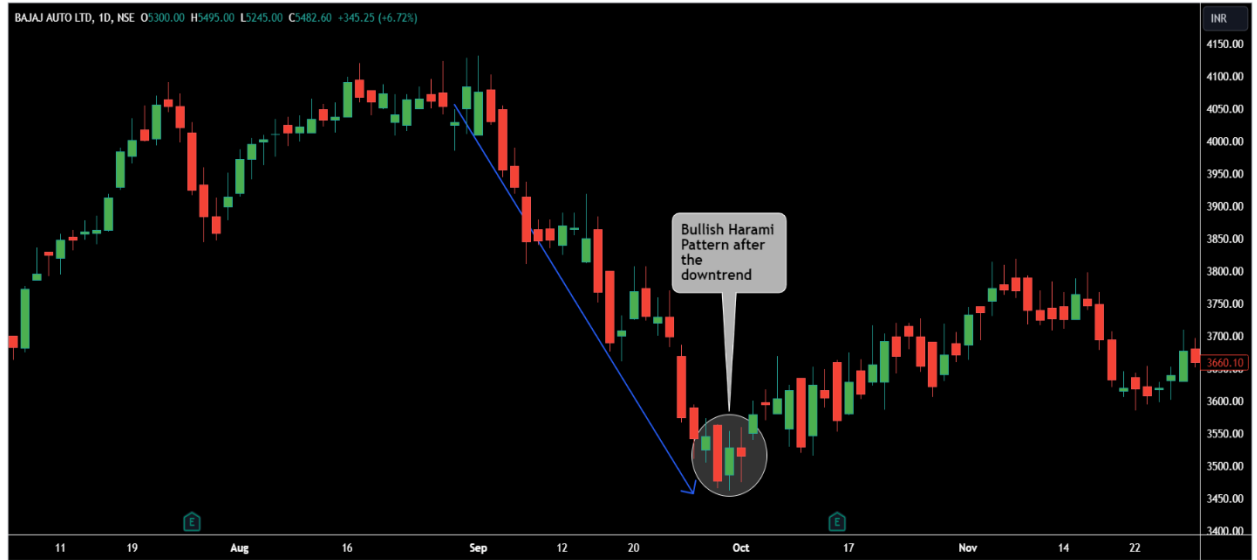 BAJAJ AUTO LTD, 1D, NSE O5300.00 H5495.00 L5245.00 C5482.60 +345.25 (+6.72%)
INR
4150.00
4100.00
4050.00
4000.00
3950.00
3900.00
3850.00
3800.00
3750.00
3700.00
3660.10
3600.00
3550.00
3500.00
3450.00
3400.00
Bullish Harami
Pattern after
the
downtrend
E E
11 19 Aug 16 Sep 12 20 Oct 17 Nov 14 22